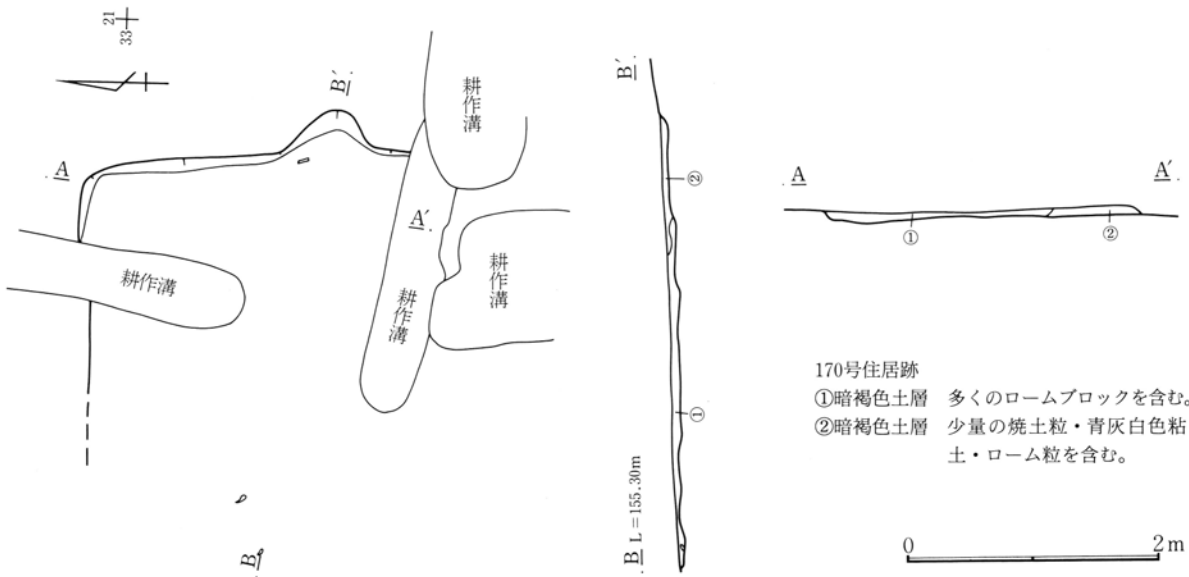 21
33
B′
A
A′
耕作溝
耕作溝
耕作溝
耕作溝
B
B′
②
①
B L=155.30m
A
A′
①
②
170号住居跡
①暗褐色土層 多くのロームブロックを含む。
②暗褐色土層 少量の焼土粒・青灰白色粘
土・ローム粒を含む。
0 2m